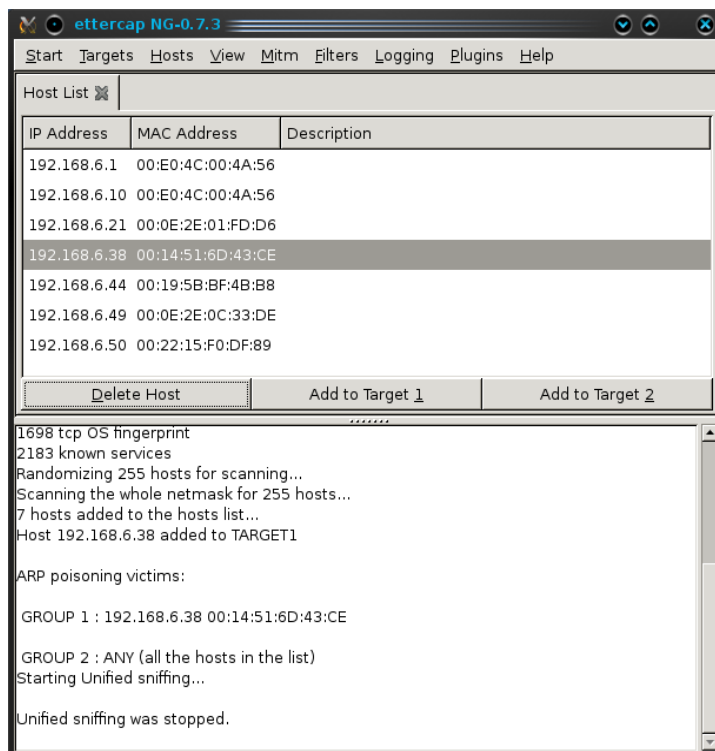 ettercap NG-0.7.3
Start Targets Hosts View Mitm Filters Logging Plugins Help
Host List
IP Address MAC Address Description
192.168.6.1 00:E0:4C:00:4A:56
192.168.6.10 00:E0:4C:00:4A:56
192.168.6.21 00:0E:2E:01:FD:D6
192.168.6.38 00:14:51:6D:43:CE
192.168.6.44 00:19:5B:BF:4B:B8
192.168.6.49 00:0E:2E:0C:33:DE
192.168.6.50 00:22:15:F0:DF:89
Delete Host Add to Target 1 Add to Target 2
1698 tcp OS fingerprint
2183 known services
Randomizing 255 hosts for scanning...
Scanning the whole netmask for 255 hosts...
7 hosts added to the hosts list...
Host 192.168.6.38 added to TARGET1
ARP poisoning victims:
GROUP 1 : 192.168.6.38 00:14:51:6D:43:CE
GROUP 2 : ANY (all the hosts in the list)
Starting Unified sniffing...
Unified sniffing was stopped.